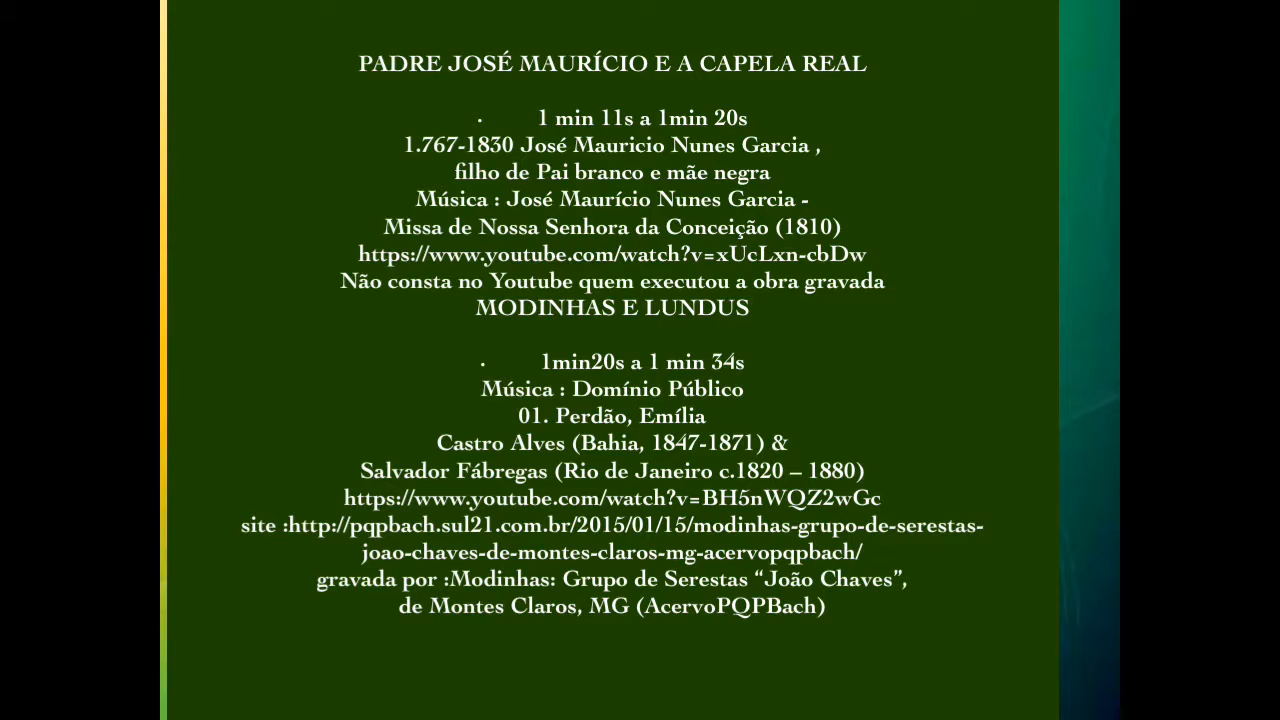 PADRE JOSÉ MAURÍCIO E A CAPELA REAL
• 1 min 11s a 1min 20s
1.767-1830 José Mauricio Nunes Garcia ,
filho de Pai branco e mãe negra
Música : José Maurício Nunes Garcia -
Missa de Nossa Senhora da Conceição (1810)
https://www.youtube.com/watch?v=xUcLxn-cbDw
Não consta no Youtube quem executou a obra gravada
MODINHAS E LUNDUS
• 1min20s a 1 min 34s
Música : Domínio Público
01. Perdão, Emília
Castro Alves (Bahia, 1847-1871) &
Salvador Fábregas (Rio de Janeiro c.1820 – 1880)
https://www.youtube.com/watch?v=BH5nWQZ2wGc
site :http://pqpbach.sul21.com.br/2015/01/15/modinhas-grupo-de-serestas-
joao-chaves-de-montes-claros-mg-acervopqpbach/
gravada por :Modinhas: Grupo de Serestas “João Chaves”,
de Montes Claros, MG (AcervoPQPBach)